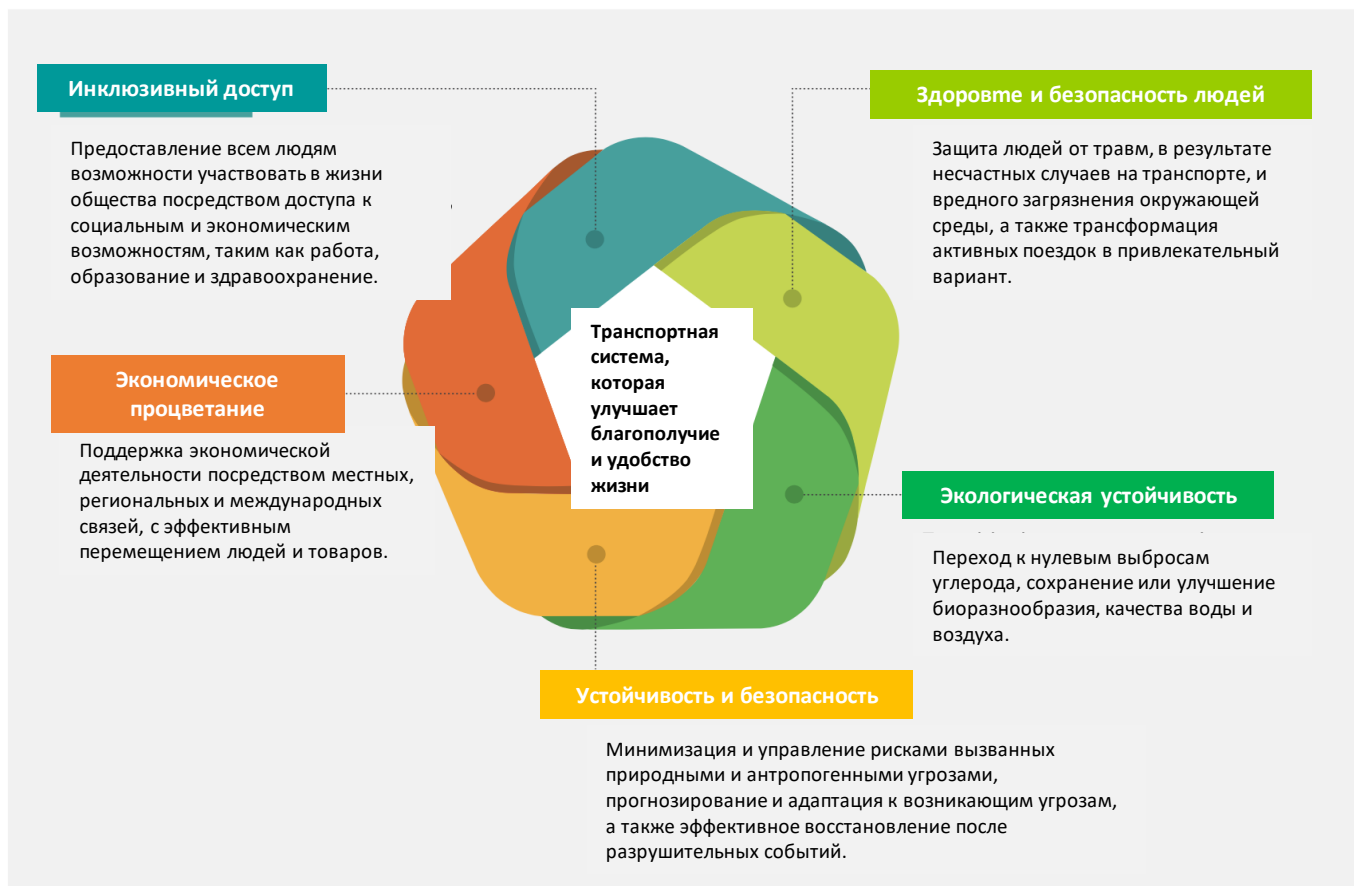 Инклюзивный доступ
Предоставление всем людям
возможности участвовать в жизни
общества посредством доступа к
социальным и экономическим
возможностям, таким как работа,
образование и здравоохранение.
Здоровте и безопасность людей
Защита людей от травм, в результате
несчастных случаев на транспорте, и
вредного загрязнения окружающей
среды, а также трансформация
активных поездок в привлекательный
вариант.
Транспортная
система,
которая
улучшает
благополучие
и удобство
жизни
Экономическое
процветание
Поддержка экономической
деятельности посредством местных,
региональных и международных
связей, с эффективным
перемещением людей и товаров.
Экологическая устойчивость
Переход к нулевым выбросам
углерода, сохранение или улучшение
биоразнообразия, качества воды и
воздуха.
Устойчивость и безопасность
Минимизация и управление рисками вызванных
природными и антропогенными угрозами,
прогнозирование и адаптация к возникающим угрозам,
а также эффективное восстановление после
разрушительных событий.